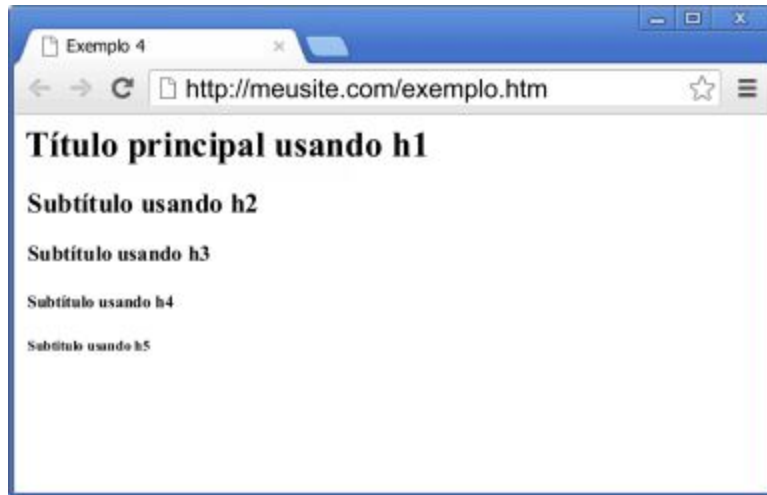 Exemplo 4
http://meusite.com/exemplo.htm
Título principal usando h1
Subtítulo usando h2
Subtítulo usando h3
Subtítulo usando h4
Subtítulo usando h5